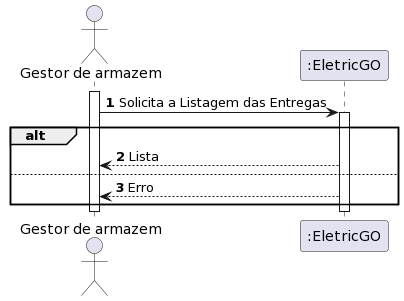 Gestor de armazem
:EletricGO
1 Solicita a Listagem das Entregas
alt
2 Lista
3 Erro
Gestor de armazem
:EletricGO